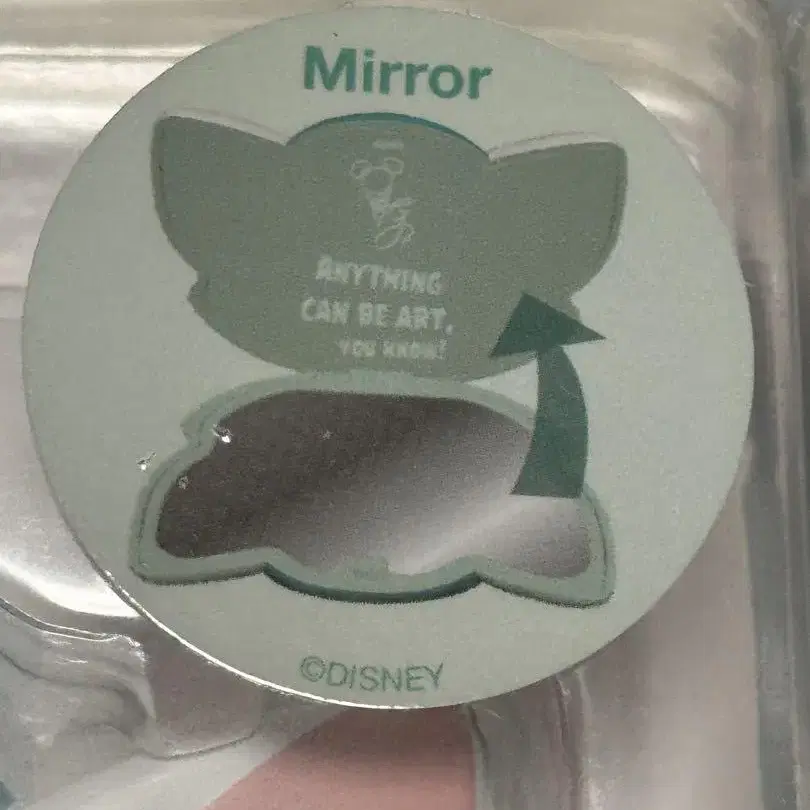 Mirror
ANYTHING
CAN BE ART,
YOU KNOW!
©DISNEY